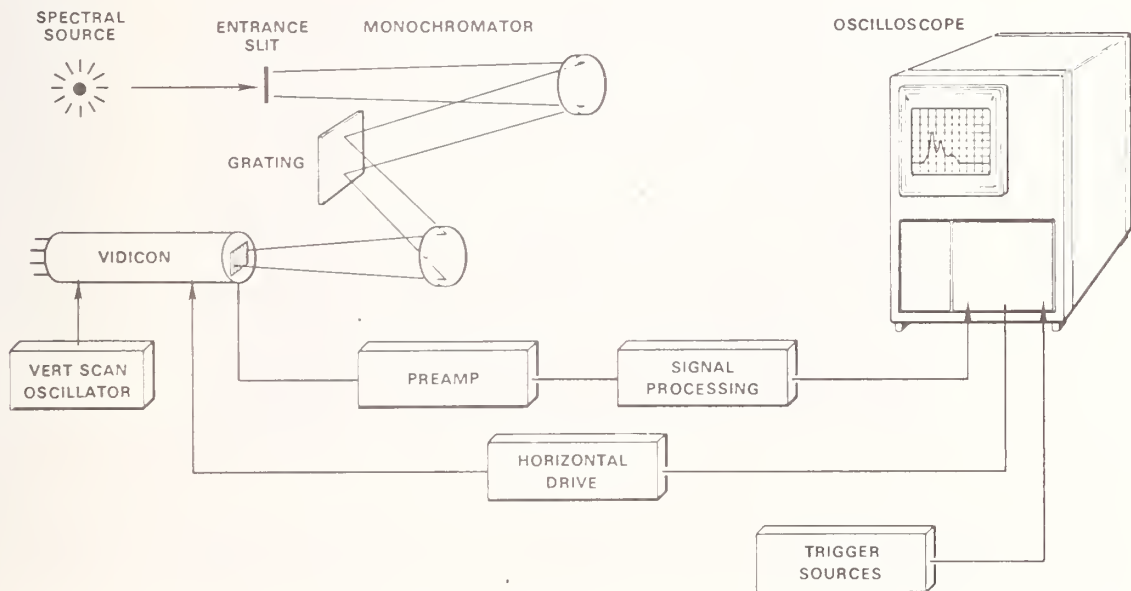 SPECTRAL
SOURCE
ENTRANCE
SLIT
MONOCHROMATOR
OSCILLOSCOPE
GRATING
VIDICON
VERT SCAN
OSCILLATOR
PREAMP
SIGNAL
PROCESSING
HORIZONTAL
DRIVE
TRIGGER
SOURCES